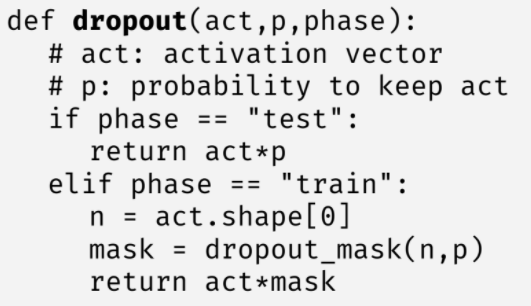 def dropout(act,p,phase):
# act: activation vector
# p: probability to keep act
if phase == "test":
return act*p
elif phase == "train":
n = act.shape[0]
mask = dropout_mask(n,p)
return act*mask